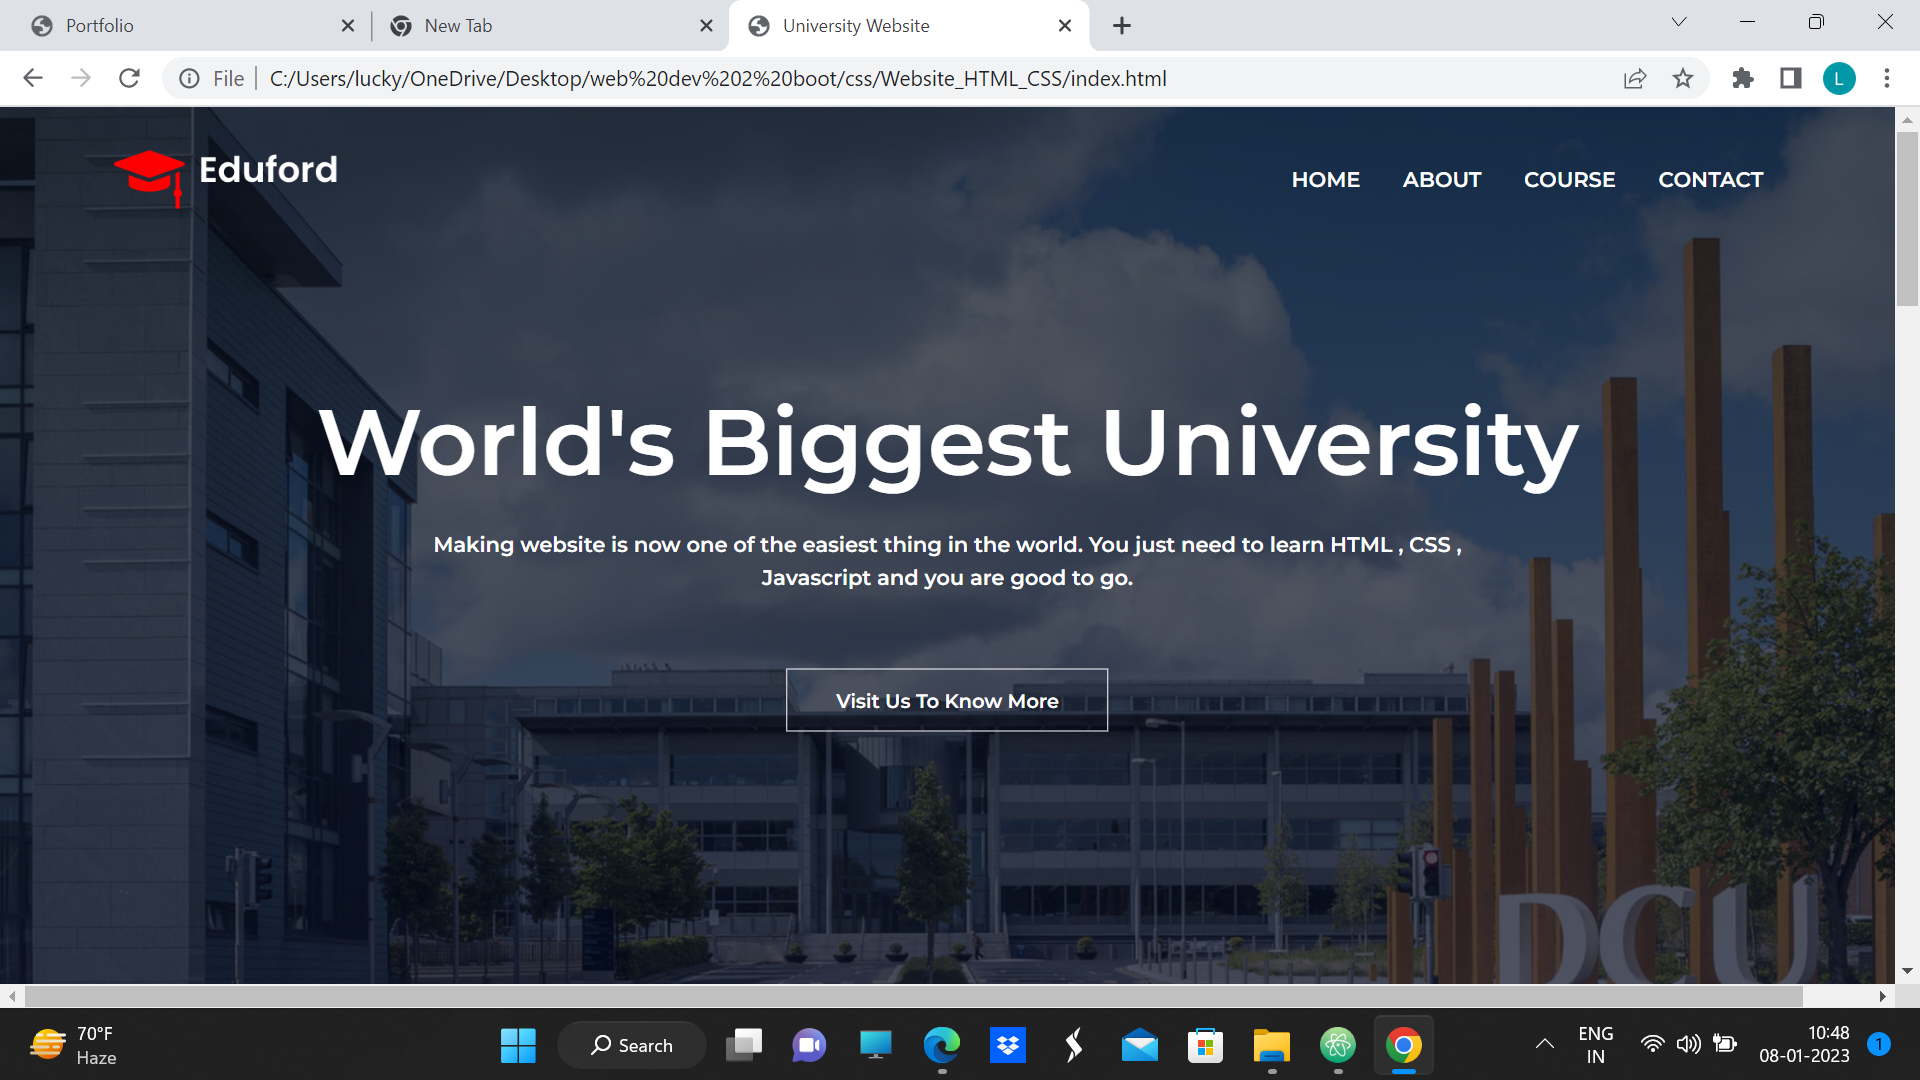 Portfolio
New Tab
University Website
File
C:/Users/lucky/OneDrive/Desktop/web%20dev%202%20boot/css/Website_HTML_CSS/index.html
L
Eduford
HOME
ABOUT
COURSE
CONTACT
World's Biggest University
Making website is now one of the easiest thing in the world. You just need to learn HTML , CSS ,
Javascript and you are good to go.
Visit Us To Know More
DCU
70°F
Haze
Search
ENG
IN
10:48
08-01-2023
1